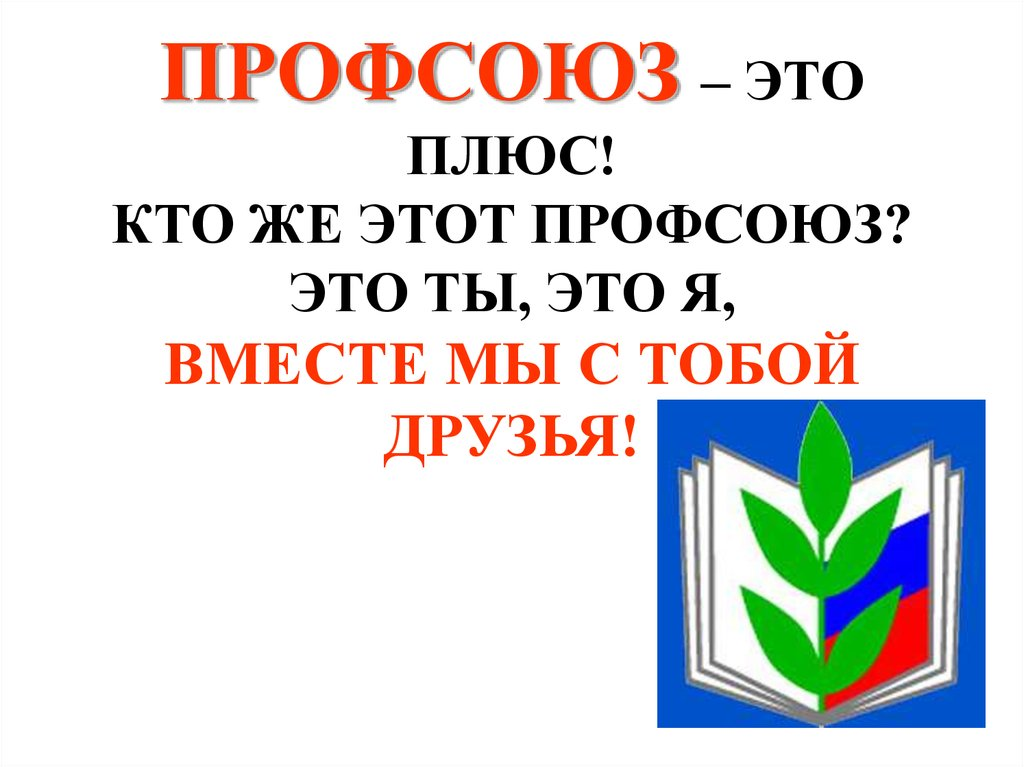 ПРОФСОЮЗ – ЭТО
ПЛЮС!
КТО ЖЕ ЭТОТ ПРОФСОЮЗ?
ЭТО ТЫ, ЭТО Я,
ВМЕСТЕ МЫ С ТОБОЙ
ДРУЗЬЯ!